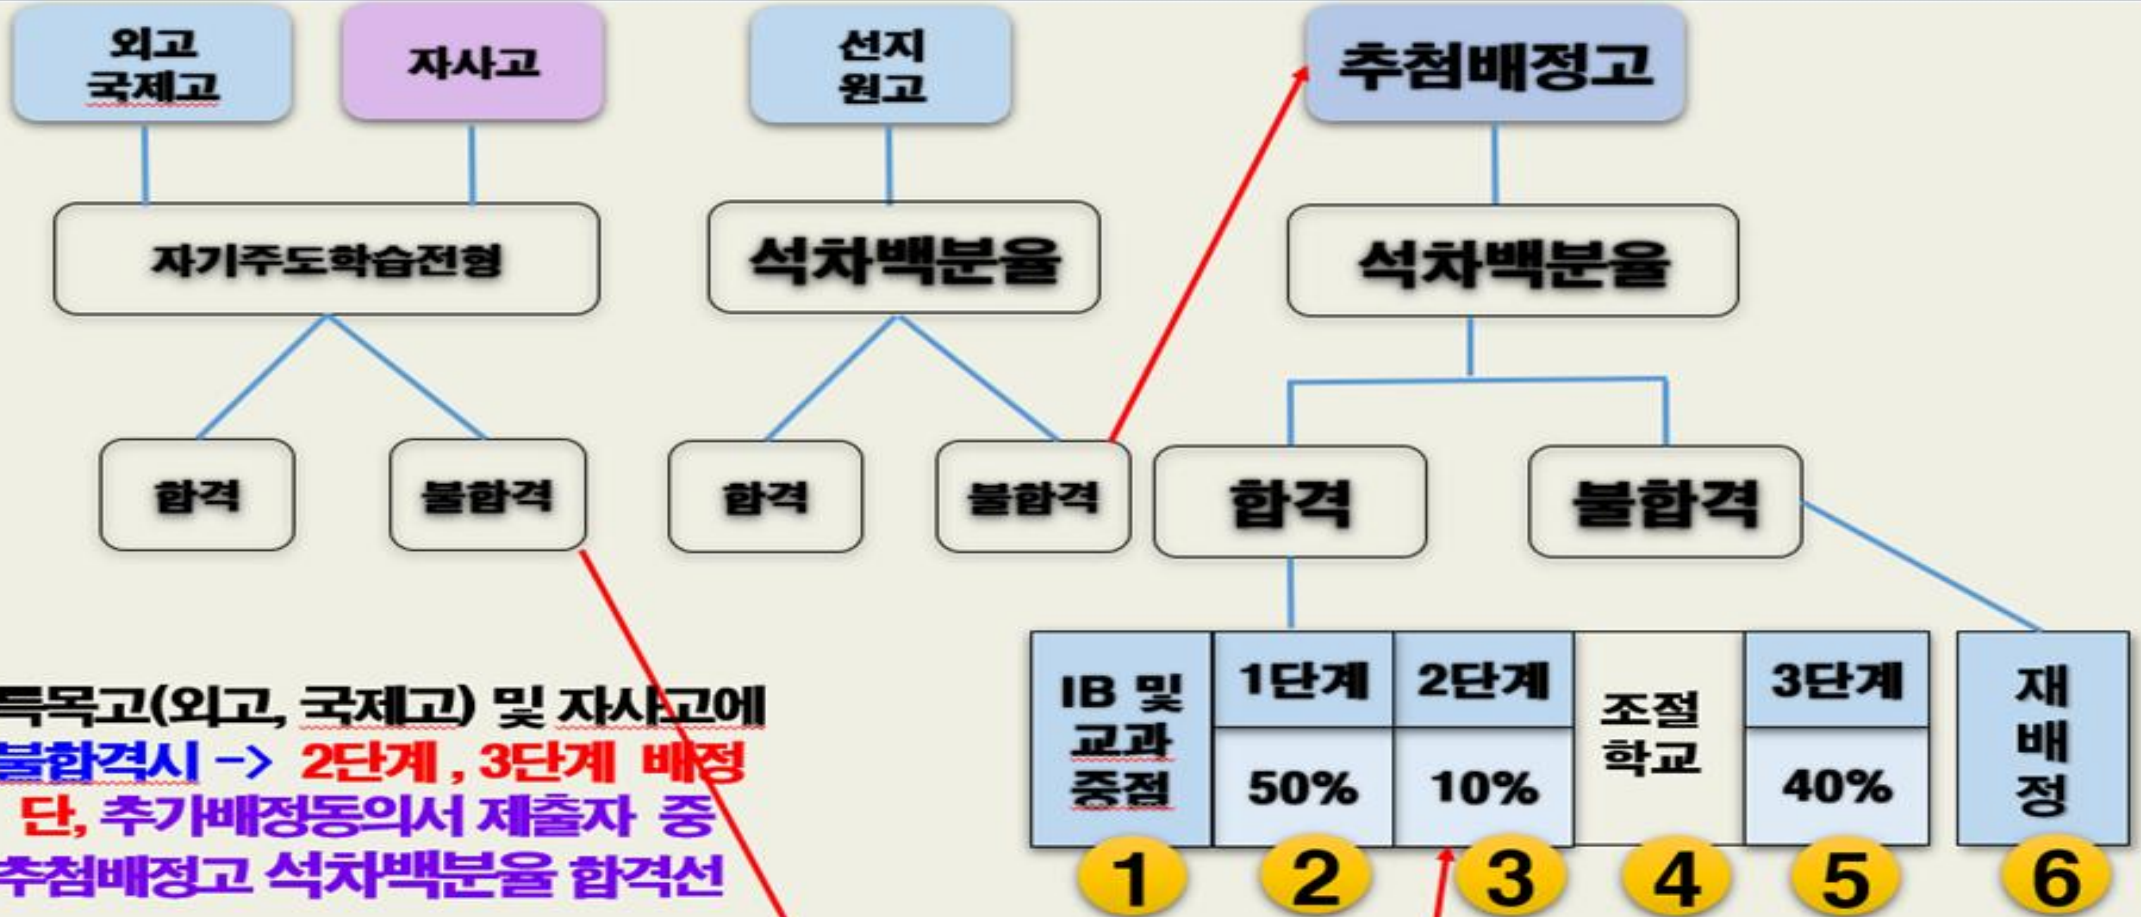 외고
국제고
자사고
선지
원고
추첨배정고
자기주도학습전형
석차백분율
석차백분율
합격
불합격
합격
불합격
합격
불합격
특목고(외고, 국제고) 및 자사고에
불합격시 -> 2단계, 3단계 배정
단, 추가배정동의서 제출자 중
추첨배정고 석차백분율 합격선
IB 및
교과
중점
1단계
50%
2단계
10%
조절
학교
3단계
40%
재
배
정
1
2
3
4
5
6